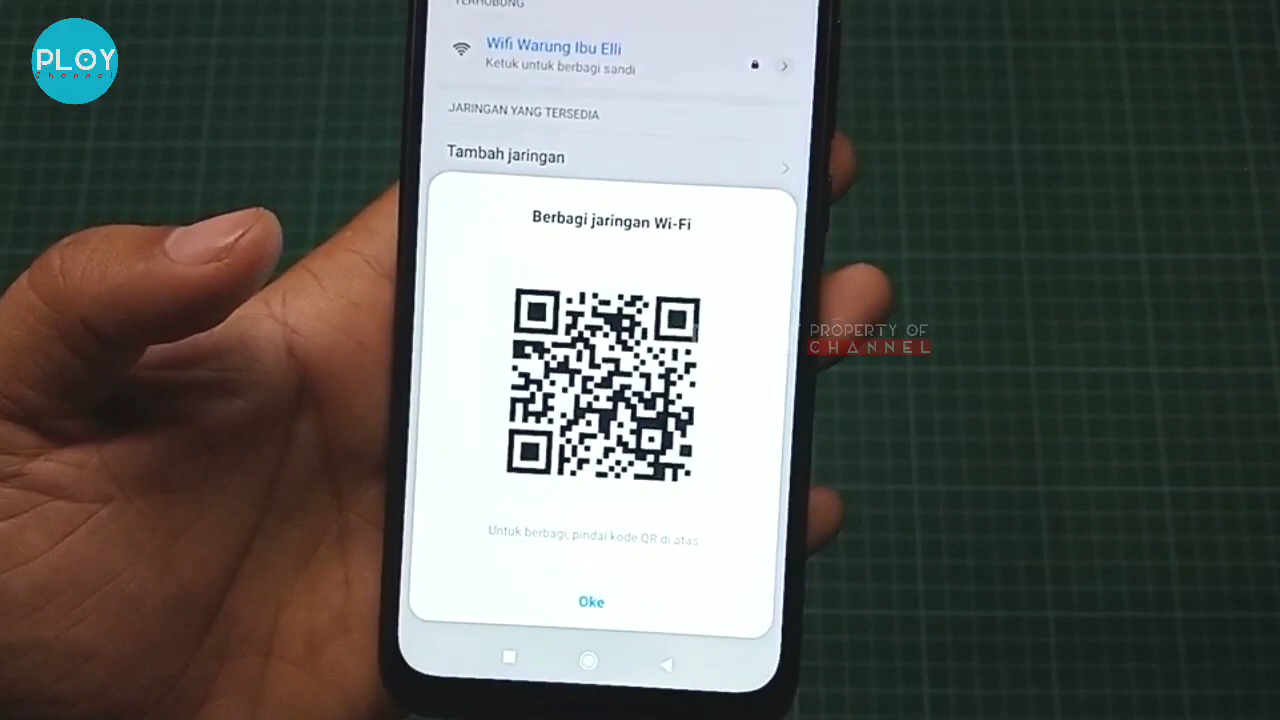 PLOY
Channel
TERHUBUNG
Wifi Warung Ibu Elli
Ketuk untuk berbagi sandi
JARINGAN YANG TERSEDIA
Tambah jaringan
Berbagi jaringan Wi-Fi
PROPERTY OF
CHANNEL
Untuk berbagi, pindai kode QR di atas
Oke